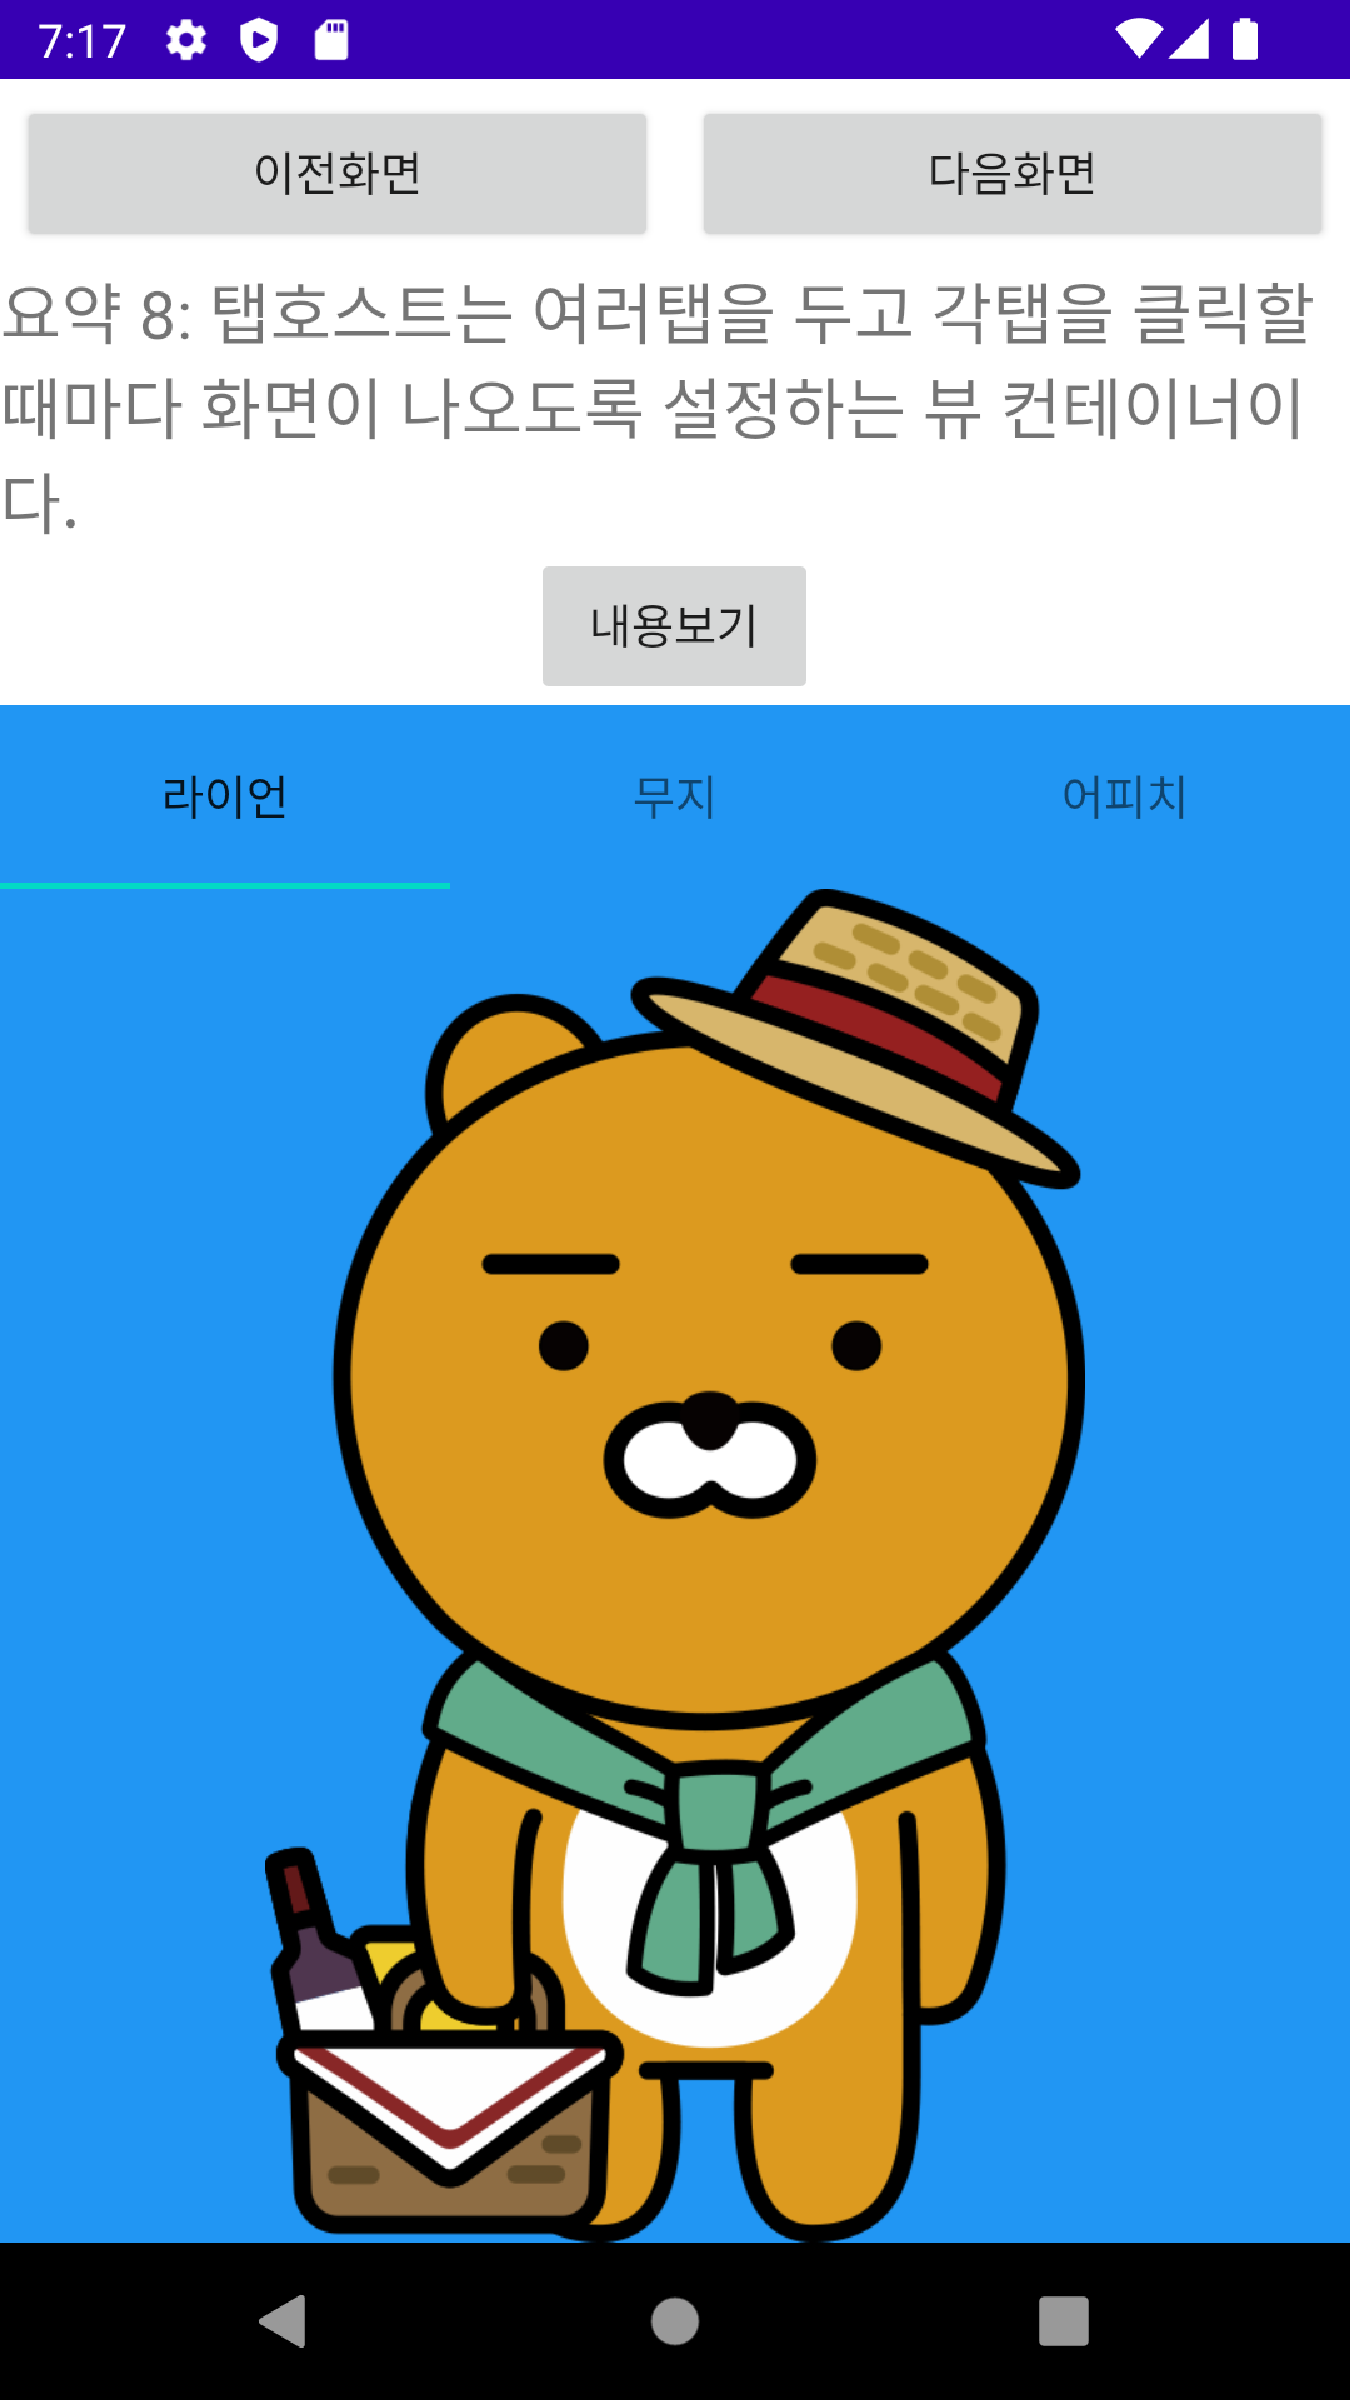 7:17
이전화면 다음화면
요약 8: 탭호스트는 여러탭을 두고 각탭을 클릭할
때마다 화면이 나오도록 설정하는 뷰 컨테이너이
다.
내용보기
라이언 무지 어피치